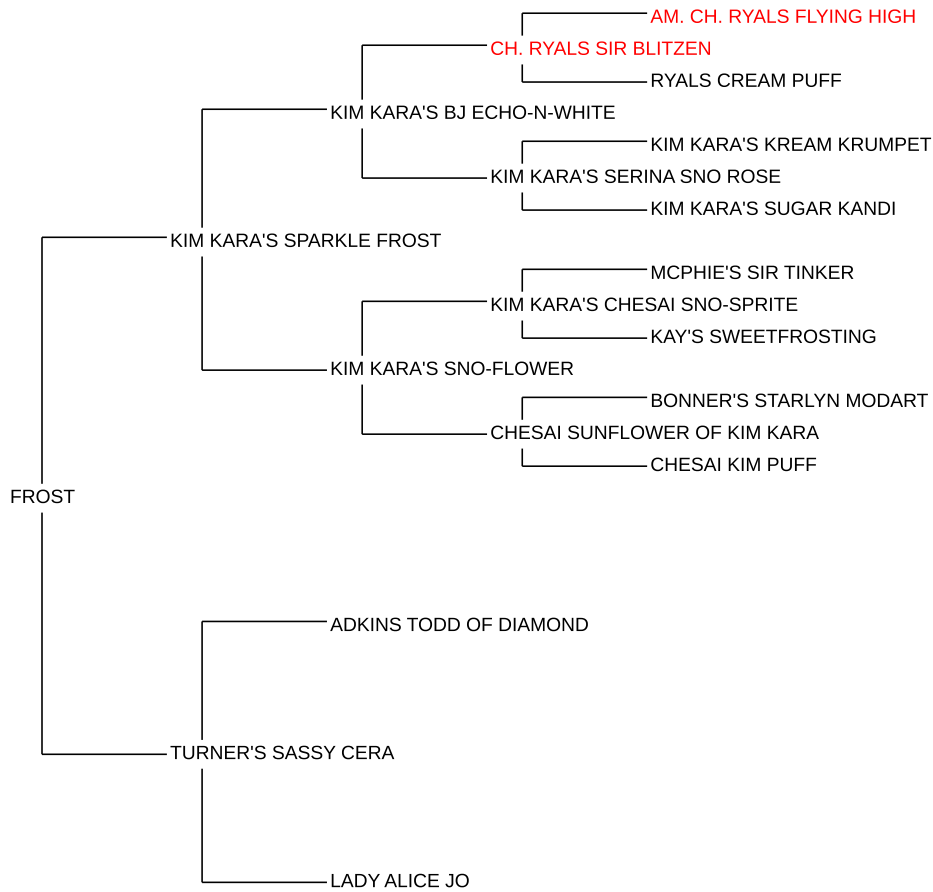 AM. CH. RYALS FLYING HIGH
CH. RYALS SIR BLITZEN
RYALS CREAM PUFF
KIM KARA'S BJ ECHO-N-WHITE
KIM KARA'S KREAM KRUMPET
KIM KARA'S SERINA SNO ROSE
KIM KARA'S SUGAR KANDI
KIM KARA'S SPARKLE FROST
MCPHIE'S SIR TINKER
KIM KARA'S CHESAI SNO-SPRITE
KAY'S SWEETFROSTING
KIM KARA'S SNO-FLOWER
BONNER'S STARLYN MODART
CHESAI SUNFLOWER OF KIM KARA
CHESAI KIM PUFF
FROST
ADKINS TODD OF DIAMOND
TURNER'S SASSY CERA
LADY ALICE JO